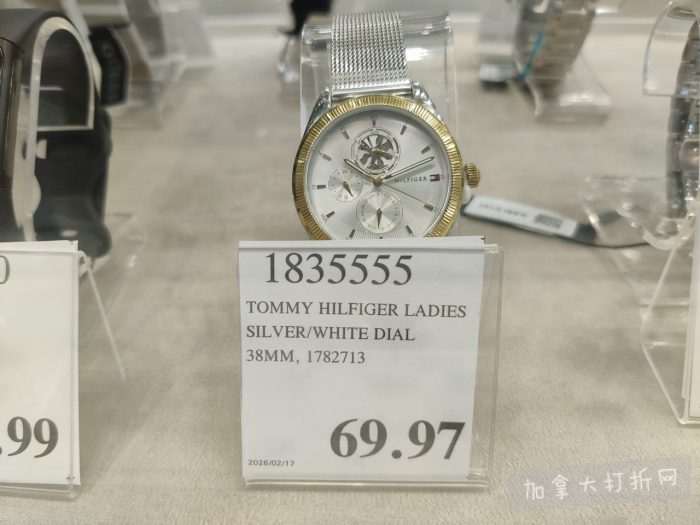 HILFIGER
0
1835555
TOMMY HILFIGER LADIES
SILVER/WHITE DIAL
38MM, 1782713
.99
69.97
2026/02/17
加拿大打折网